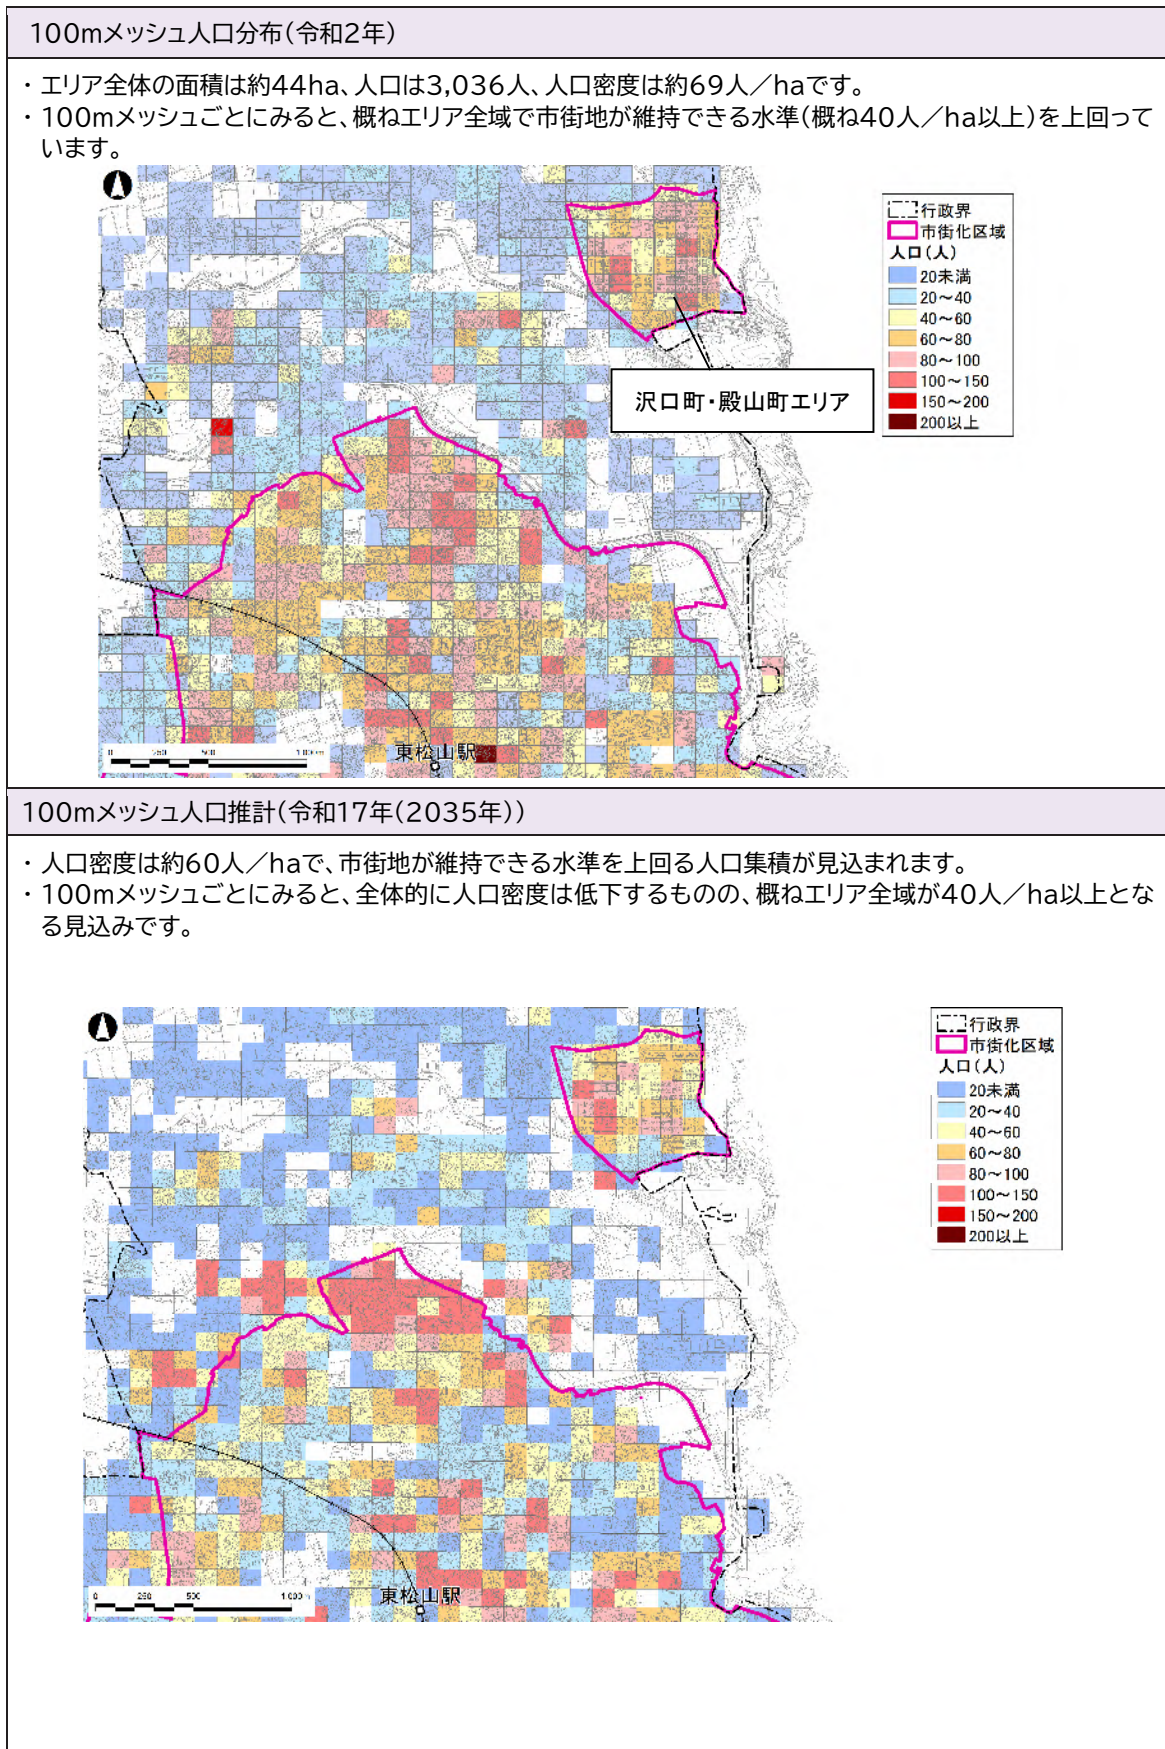 100mメッシュ人口分布(令和2年)
・エリア全体の面積は約44ha、人口は3,036人、人口密度は約69人／haです。
・100mメッシュごとにみると、概ねエリア全域で市街地が維持できる水準(概ね40人／ha以上)を上回って
います。
行政界
市街化区域
人口(人)
20未満
20～40
40～60
60～80
80～100
100～150
150～200
200以上
沢口町・殿山町エリア
東松山駅
0 250 500 1,000m
100mメッシュ人口推計(令和17年(2035年))
・人口密度は約60人／haで、市街地が維持できる水準を上回る人口集積が見込まれます。
・100mメッシュごとにみると、全体的に人口密度は低下するものの、概ねエリア全域が40人／ha以上とな
る見込みです。
行政界
市街化区域
人口(人)
20未満
20～40
40～60
60～80
80～100
100～150
150～200
200以上
東松山駅
0 250 500 1,000m